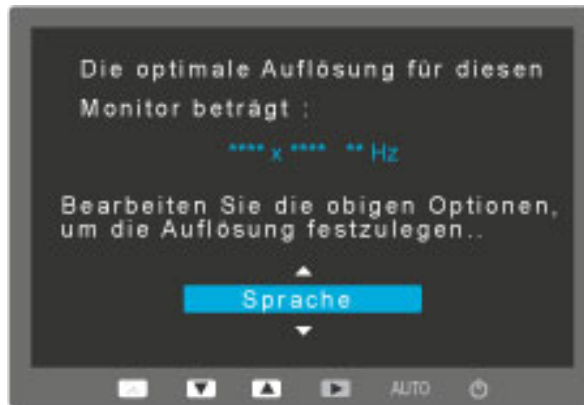 Die optimale Auflösung für diesen
Monitor beträgt :
**** x **** ** Hz
Bearbeiten Sie die obigen Optionen,
um die Auflösung festzulegen..
Sprache
AUTO